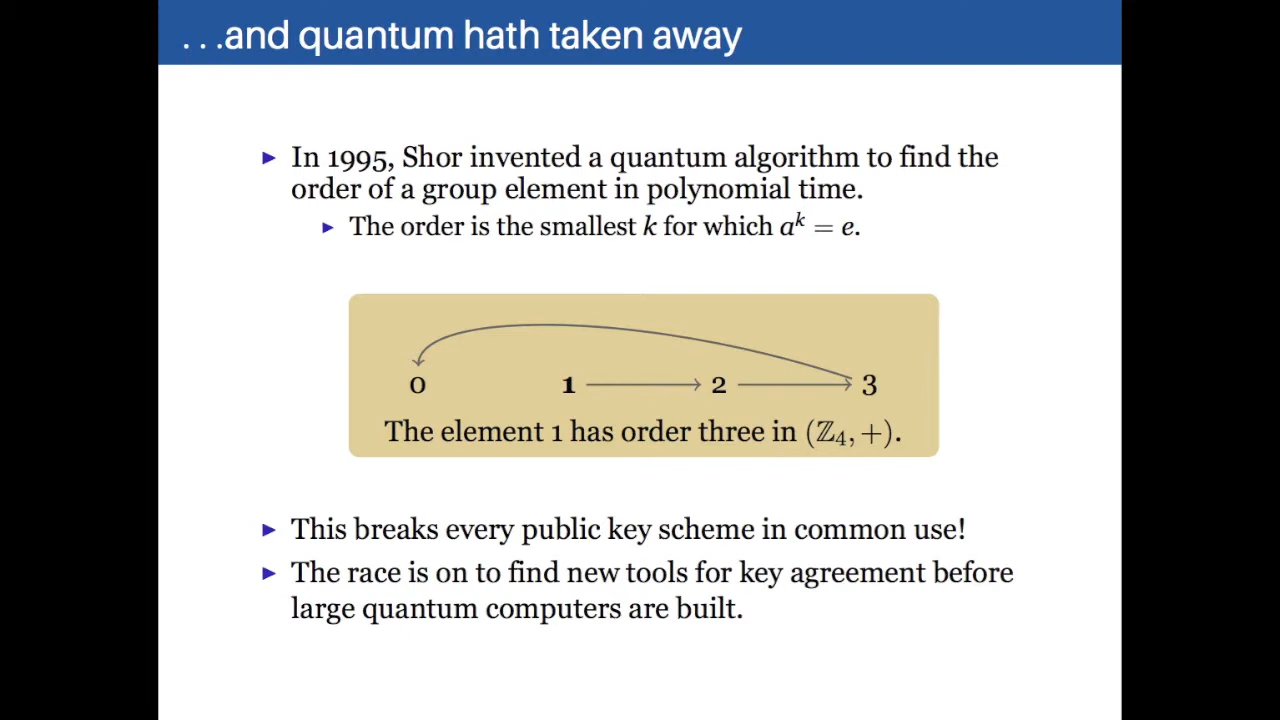 . . .and quantum hath taken away
▶ In 1995, Shor invented a quantum algorithm to find the
order of a group element in polynomial time.
▶ The order is the smallest k for which aᵏ = e.
0 1 2 3
The element 1 has order three in (ℤ₄, +).
▶ This breaks every public key scheme in common use!
▶ The race is on to find new tools for key agreement before
large quantum computers are built.